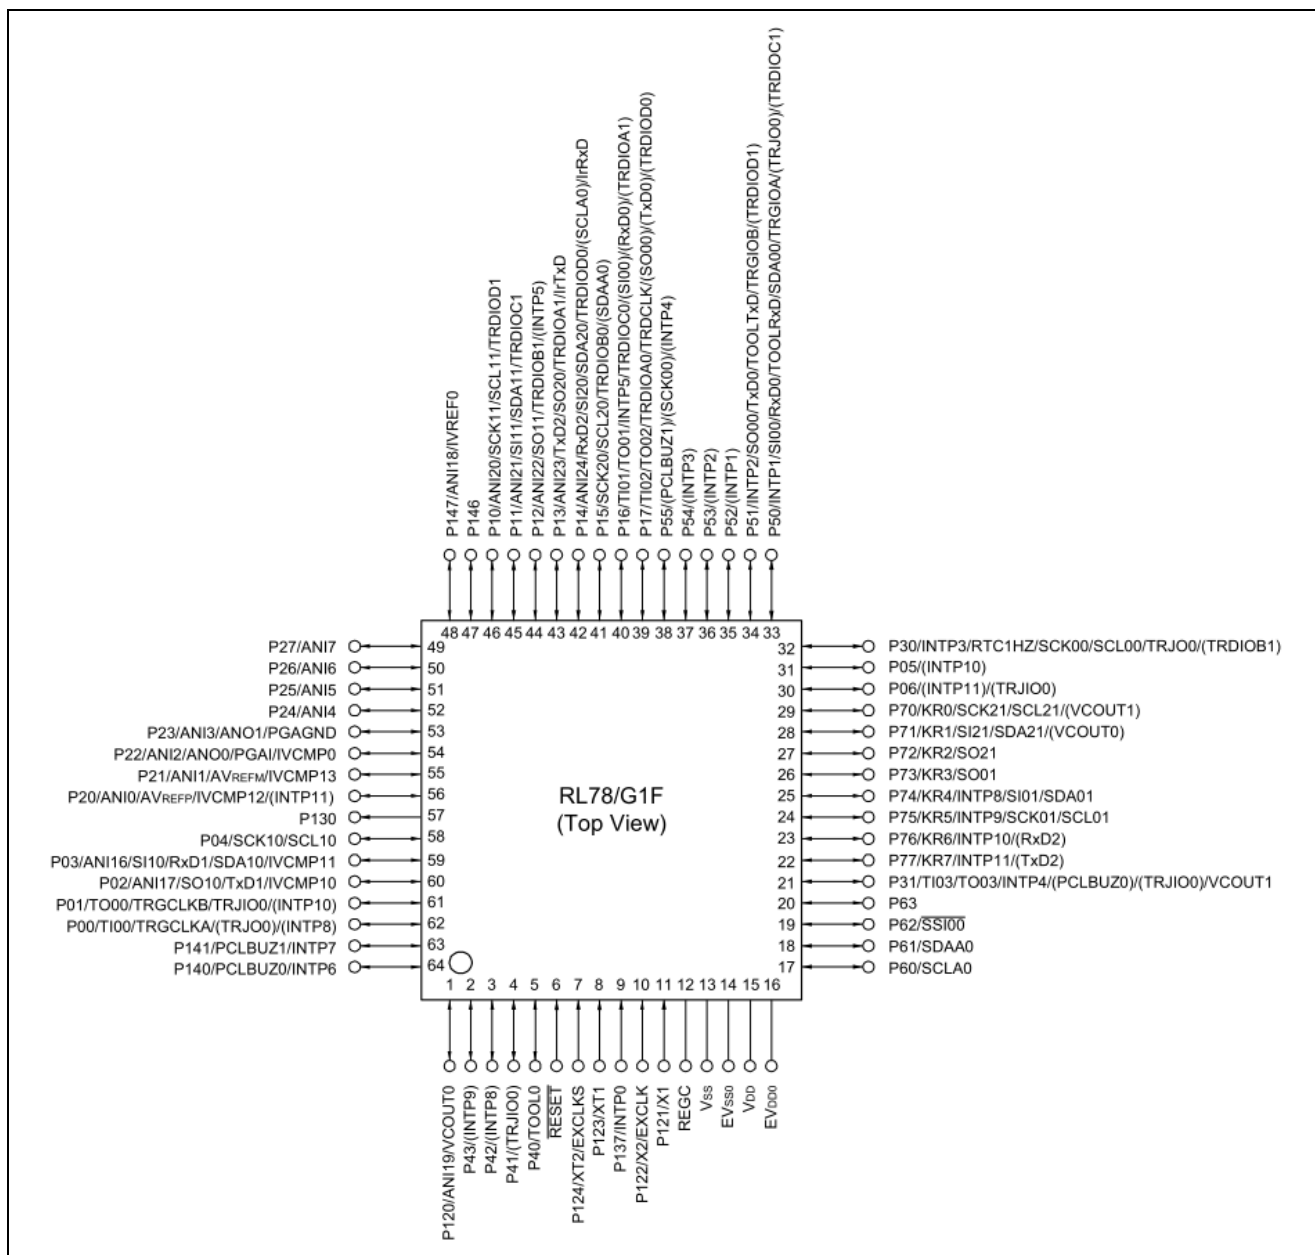 P147/ANI18/IVREF0
P146
P10/ANI20/SCK11/SCL11/TRDIOD1
P11/ANI21/SI11/SDA11/TRDIOC1
P12/ANI22/SO11/TRDIOB1/(INTP5)
P13/ANI23/TxD2/SO20/TRDIOA1/IrTxD
P14/ANI24/RxD2/SI20/SDA20/TRDIOD0/(SCLA0)/IrRxD
P15/SCK20/SCL20/TRDIOB0/(SDAA0)
P16/TI01/TO01/INTP5/TRDIOC0/(SI00)/(RxD0)/(TRDIOA1)
P17/TI02/TO02/TRDIOA0/TRDCLK/(SO00)/(TxD0)/(TRDIOD0)
P55/(PCLBUZ1)/(SCK00)/(INTP4)
P54/(INTP3)
P53/(INTP2)
P52/(INTP1)
P51/INTP2/SO00/TxD0/TOOLTxD/TRGIOB/(TRDIOD1)
P50/INTP1/SI00/RxD0/TOOLRxD/SDA00/TRGIOA/(TRJO0)/(TRDIOC1)
48 47 46 45 44 43 42 41 40 39 38 37 36 35 34 33
P27/ANI7 49
P26/ANI6 50
P25/ANI5 51
P24/ANI4 52
P23/ANI3/ANO1/PGAGND 53
P22/ANI2/ANO0/PGAI/IVCMP0 54
P21/ANI1/AVREFM/IVCMP13 55
P20/ANI0/AVREFP/IVCMP12/(INTP11) 56
P130 57
P04/SCK10/SCL10 58
P03/ANI16/SI10/RxD1/SDA10/IVCMP11 59
P02/ANI17/SO10/TxD1/IVCMP10 60
P01/TO00/TRGCLKB/TRJIO0/(INTP10) 61
P00/TI00/TRGCLKA/(TRJO0)/(INTP8) 62
P141/PCLBUZ1/INTP7 63
P140/PCLBUZ0/INTP6 64
RL78/G1F
(Top View)
32 P30/INTP3/RTC1HZ/SCK00/SCL00/TRJO0/(TRDIOB1)
31 P05/(INTP10)
30 P06/(INTP11)/(TRJIO0)
29 P70/KR0/SCK21/SCL21/(VCOUT1)
28 P71/KR1/SI21/SDA21/(VCOUT0)
27 P72/KR2/SO21
26 P73/KR3/SO01
25 P74/KR4/INTP8/SI01/SDA01
24 P75/KR5/INTP9/SCK01/SCL01
23 P76/KR6/INTP10/(RxD2)
22 P77/KR7/INTP11/(TxD2)
21 P31/TI03/TO03/INTP4/(PCLBUZ0)/(TRJIO0)/VCOUT1
20 P63
19 P62/SSI00
18 P61/SDAA0
17 P60/SCLA0
1 2 3 4 5 6 7 8 9 10 11 12 13 14 15 16
P120/ANI19/VCOUT0
P43/(INTP9)
P42/(INTP8)
P41/(TRJIO0)
P40/TOOL0
RESET
P124/XT2/EXCLKS
P123/XT1
P137/INTP0
P122/X2/EXCLK
P121/X1
REGC
VSS
EVSS0
VDD
EVDD0